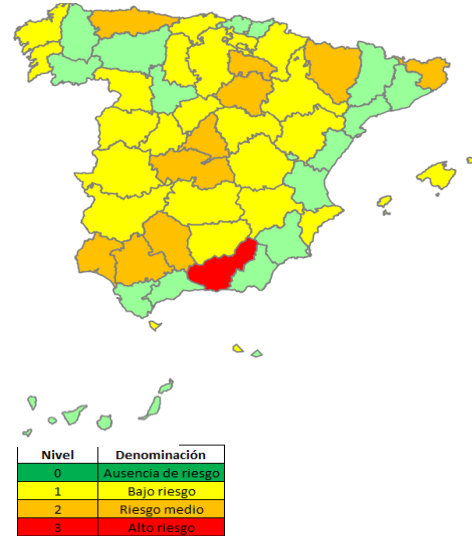 Nivel Denominación
0 Ausencia de riesgo
1 Bajo riesgo
2 Riesgo medio
3 Alto riesgo